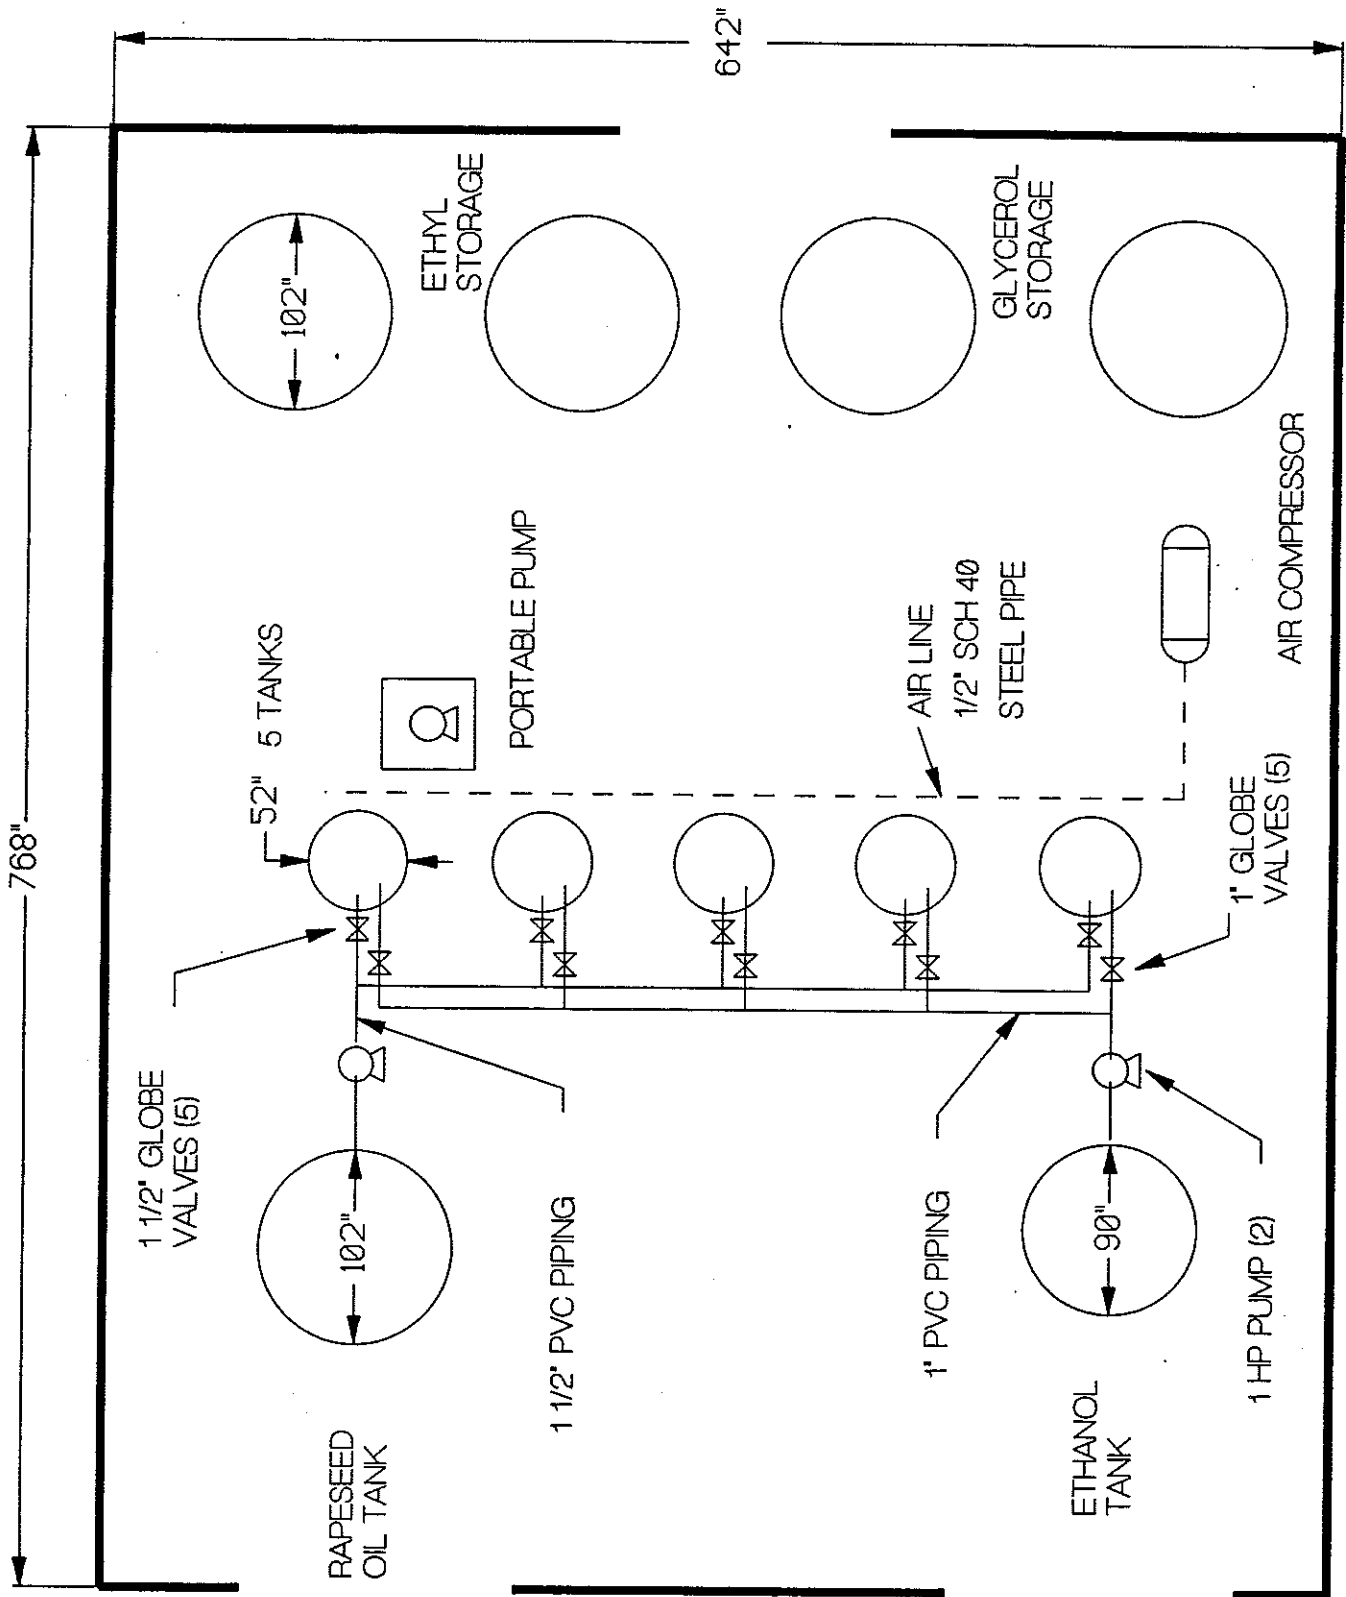 768"
642"
RAPESEED
OIL TANK
102"
1 1/2" GLOBE
VALVES (5)
52" 5 TANKS
102"
ETHYL
STORAGE
1 1/2" PVC PIPING
PORTABLE PUMP
1" PVC PIPING
AIR LINE
1/2" SCH 40
STEEL PIPE
GLYCEROL
STORAGE
ETHANOL
TANK
90"
1 HP PUMP (2)
1" GLOBE
VALVES (5)
AIR COMPRESSOR